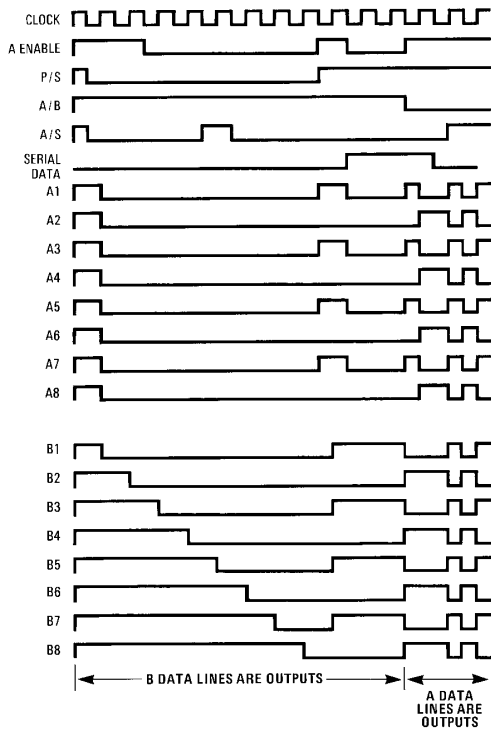 CLOCK
A ENABLE
P/S
A/B
A/S
SERIAL
DATA
A1
A2
A3
A4
A5
A6
A7
A8
B1
B2
B3
B4
B5
B6
B7
B8
B DATA LINES ARE OUTPUTS
A DATA
LINES ARE
OUTPUTS